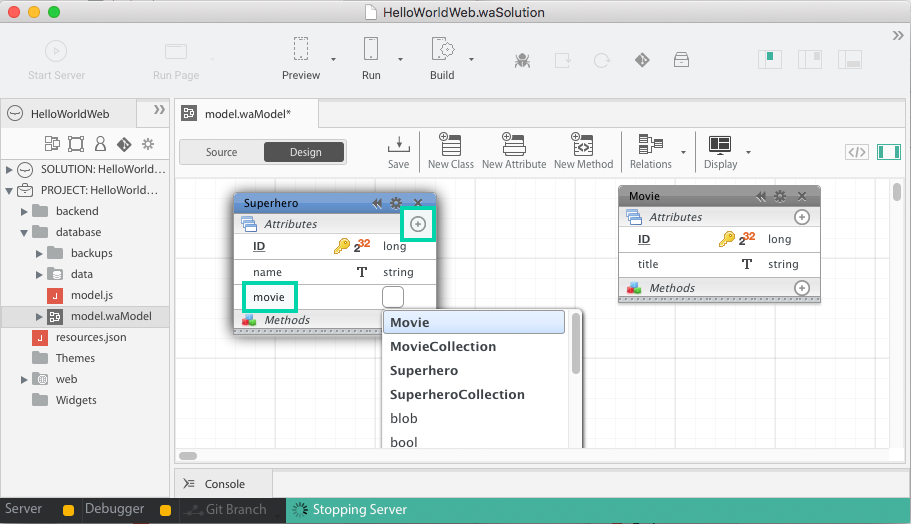 HelloWorldWeb.waSolution
Start Server
Run Page
Preview
Run
Build
HelloWorldWeb
model.waModel*
Source
Design
Save
New Class
New Attribute
New Method
Relations
Display
SOLUTION: HelloWorld...
PROJECT: HelloWorld...
backend
database
backups
data
model.js
model.waModel
resources.json
Themes
web
Widgets
Superhero
Attributes
ID 2 32 long
name T string
movie
Methods
Movie
MovieCollection
Superhero
SuperheroCollection
blob
bool
Movie
Attributes
ID 2 32 long
title T string
Methods
Console
Server
Debugger
Git Branch
Stopping Server